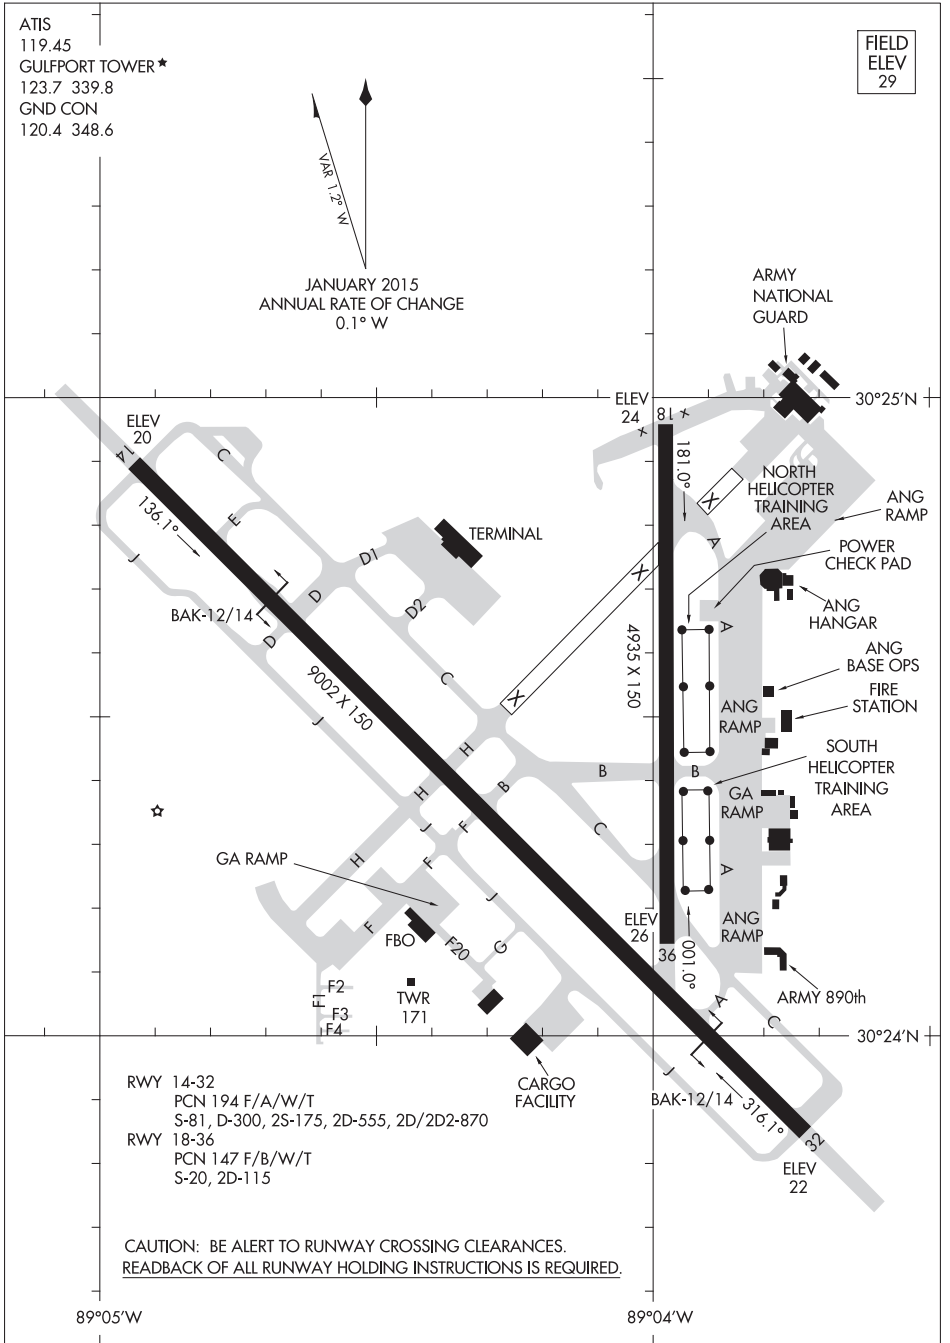 ATIS
119.45
GULFPORT TOWER
123.7 339.8
GND CON
120.4 348.6
FIELD
ELEV
29
VAR 1.2° W
JANUARY 2015
ANNUAL RATE OF CHANGE
0.1° W
ARMY
NATIONAL
GUARD
30°25'N
ELEV
24
18
X
X
ELEV
20
14
136.1°
C
E
J
D1
D
D2
D
TERMINAL
BAK-12/14
9002 X 150
J
C
X
X
X
181.0°
4935 X 150
NORTH
HELICOPTER
TRAINING
AREA
ANG
RAMP
POWER
CHECK PAD
A
A
ANG
HANGAR
ANG
BASE OPS
FIRE
STATION
ANG
RAMP
H
B
B
B
H
J
F
C
SOUTH
HELICOPTER
TRAINING
AREA
GA
RAMP
GA RAMP
H
F
J
A
F
FBO
F20
G
ELEV
26
36
001.0°
ANG
RAMP
ARMY 890th
F1
F2
F3
F4
TWR
171
A
C
30°24'N
CARGO
FACILITY
J
BAK-12/14
316.1°
32
ELEV
22
RWY 14-32
PCN 194 F/A/W/T
S-81, D-300, 2S-175, 2D-555, 2D/2D2-870
RWY 18-36
PCN 147 F/B/W/T
S-20, 2D-115
CAUTION: BE ALERT TO RUNWAY CROSSING CLEARANCES.
READBACK OF ALL RUNWAY HOLDING INSTRUCTIONS IS REQUIRED.
89°05'W
89°04'W